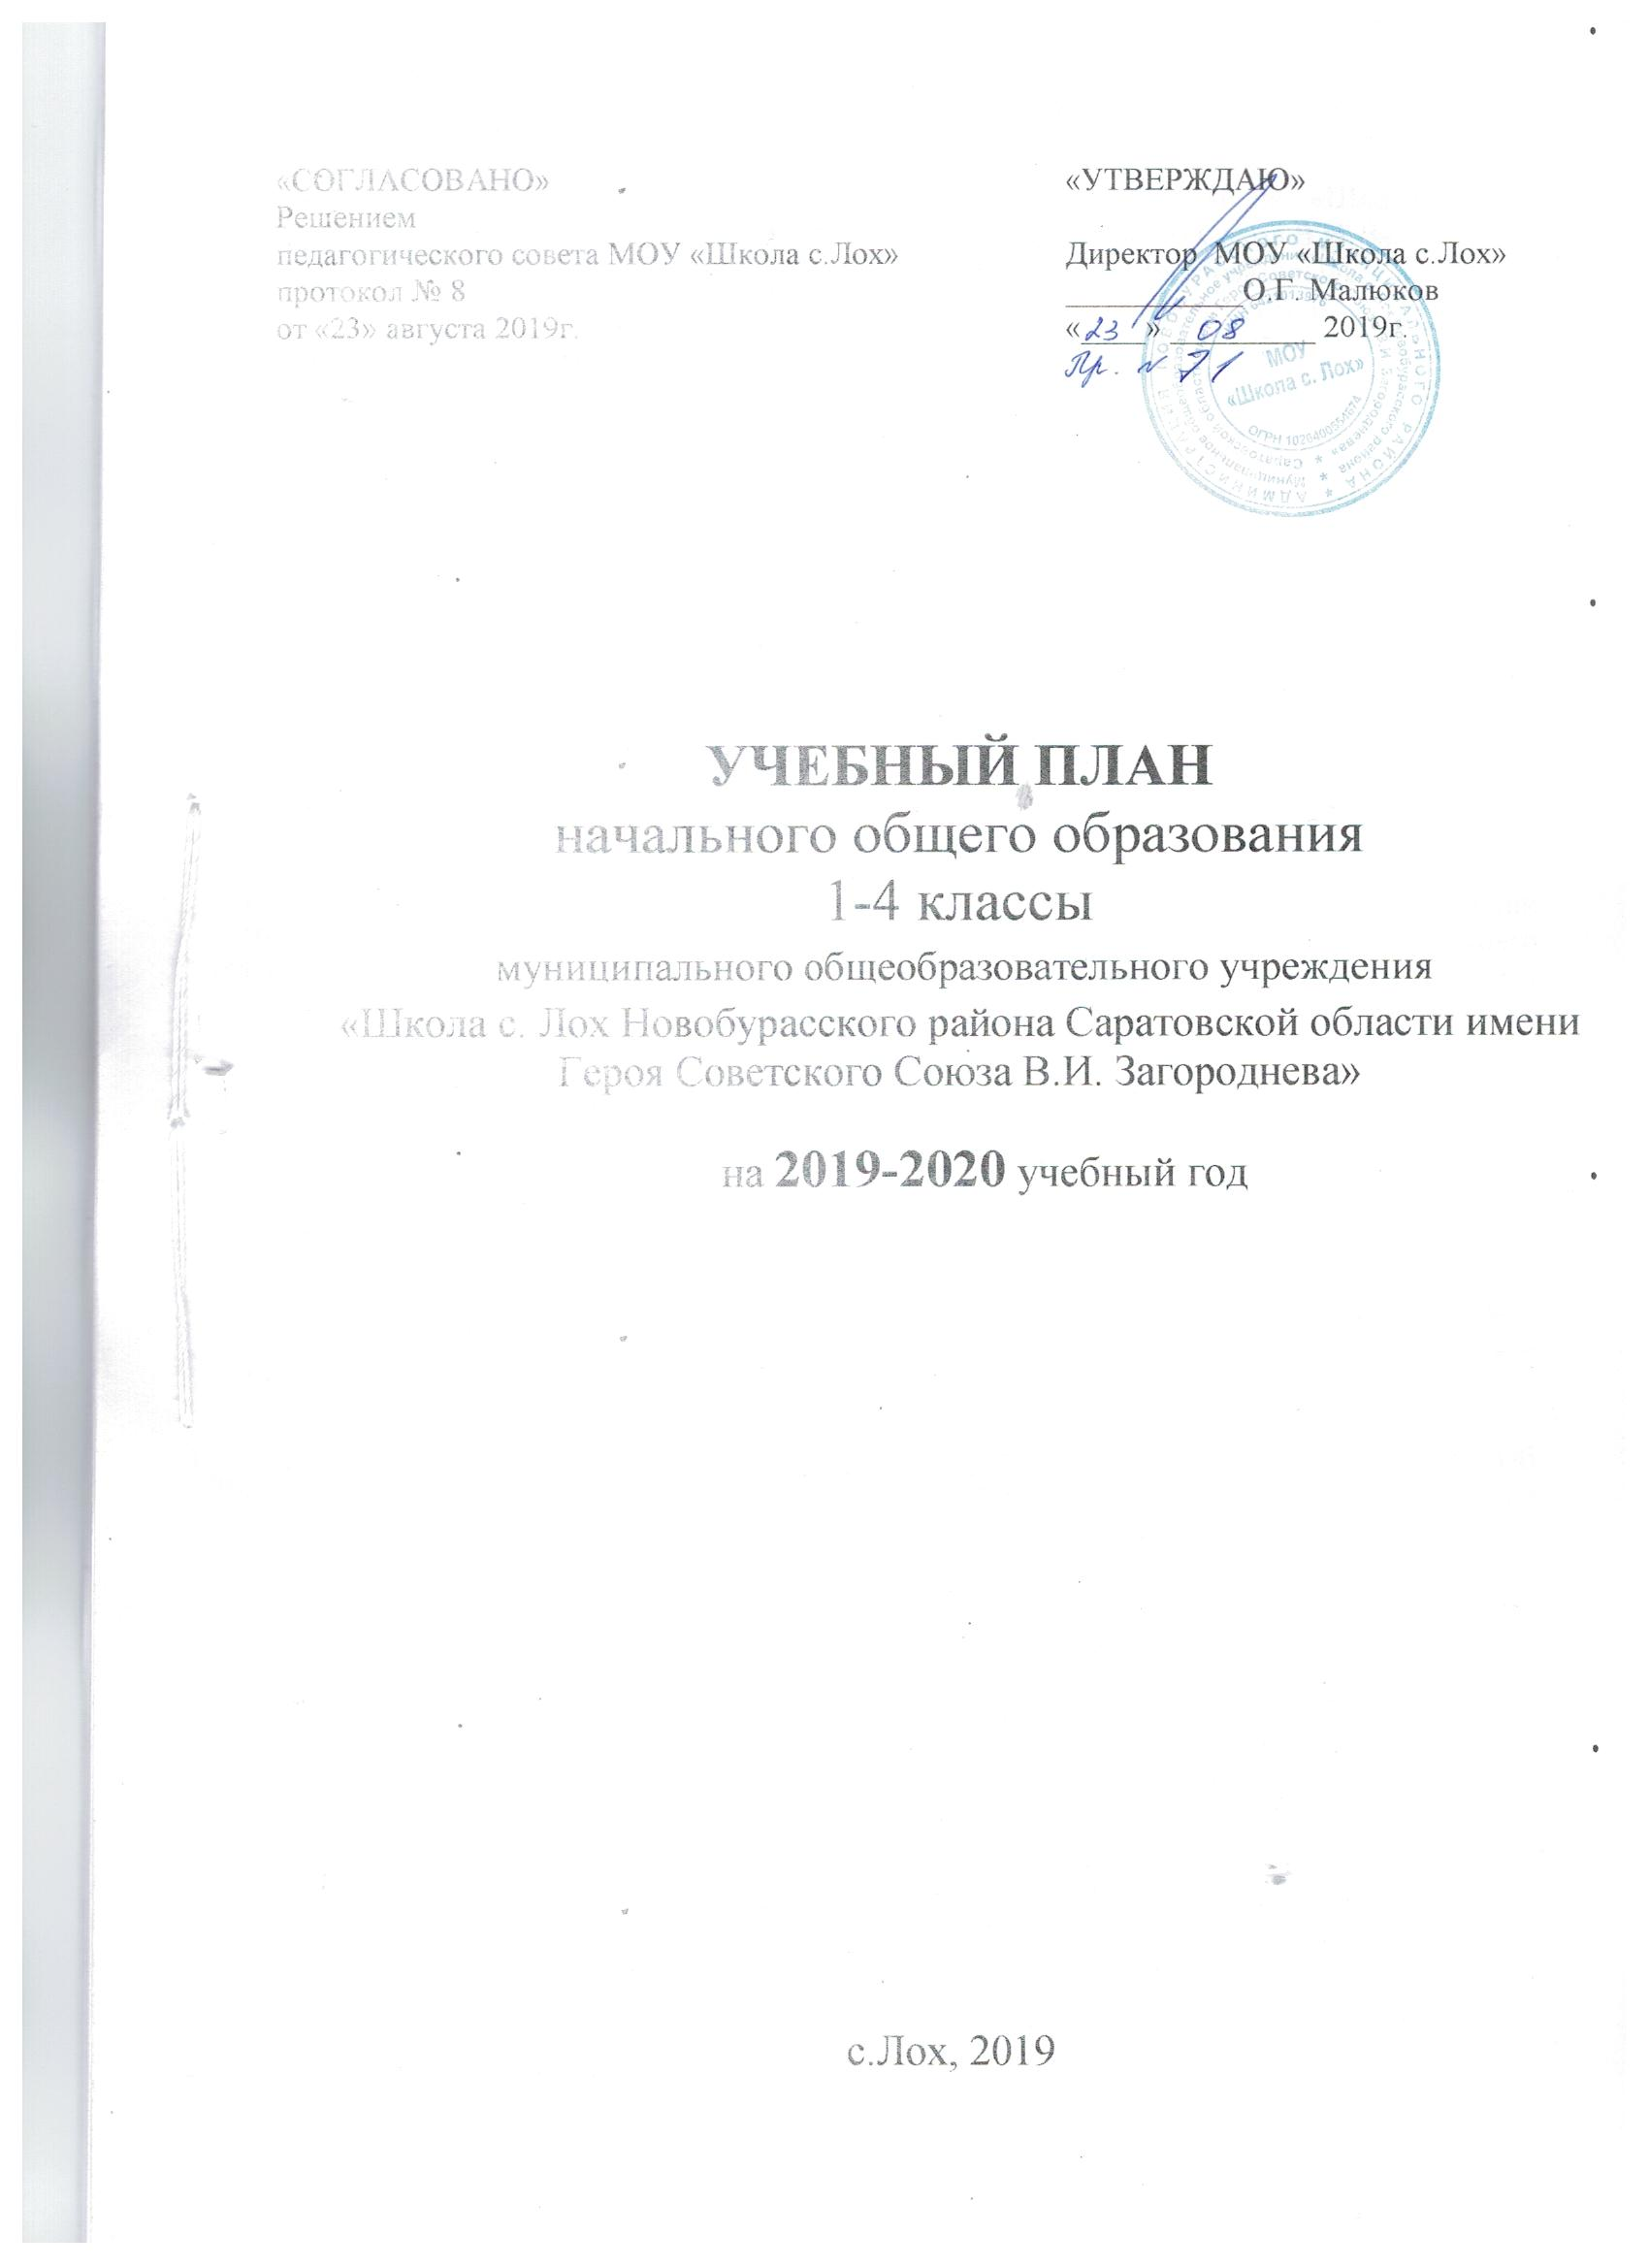 «СОГЛАСОВАНО»
Решением
педагогического совета МОУ «Школа с.Лох»
протокол № 8
от «23» августа 2019г.
«УТВЕРЖДАЮ»
Директор МОУ «Школа с.Лох»
____________О.Г. Малюков
«23» 08 2019г.
Пр. № 71
МОУ
«Школа с. Лох»
УЧЕБНЫЙ ПЛАН
начального общего образования
1-4 классы
муниципального общеобразовательного учреждения
«Школа с. Лох Новобурасского района Саратовской области имени
Героя Советского Союза В.И. Загороднева»
на 2019-2020 учебный год
с.Лох, 2019